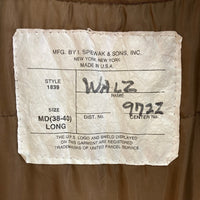 MFG. BY I. SPIEWAK & SONS, INC.
NEW YORK, NEW YORK
MADE IN U.S.A.
STYLE
1839
WALZ
NAME
SIZE
9722
MD(38-40)
LONG
DIST. NO.
CENTER NO.
THE U.P.S. LOGO AND SHIELD DISPLAYED
ON THIS GARMENT ARE REGISTERED
TRADEMARKS OF UNITED PARCEL SERVICE